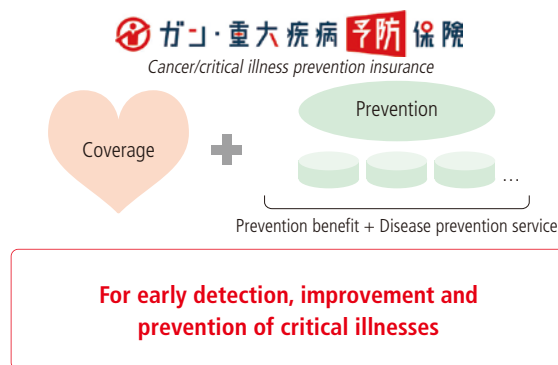 ガン・重大疾病予防保険
Cancer/critical illness prevention insurance
Coverage
Prevention
...
Prevention benefit + Disease prevention service
For early detection, improvement and
prevention of critical illnesses